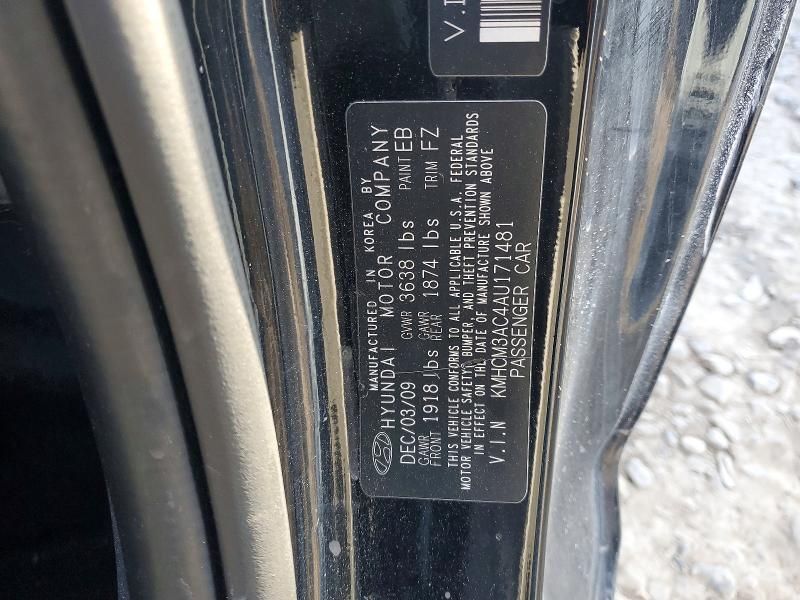 MANUFACTURED IN KOREA BY
HYUNDAI MOTOR COMPANY
DEC/03/09 GVWR 3638 lbs PAINT EB
GAWR FRONT 1918 lbs GAWR REAR 1874 lbs TRIM FZ
THIS VEHICLE CONFORMS TO ALL APPLICABLE U.S.A. FEDERAL
MOTOR VEHICLE SAFETY, BUMPER, AND THEFT PREVENTION STANDARDS
IN EFFECT ON THE DATE OF MANUFACTURE SHOWN ABOVE
V.I.N KMHCM3AC4AU171481
PASSENGER CAR
V.I